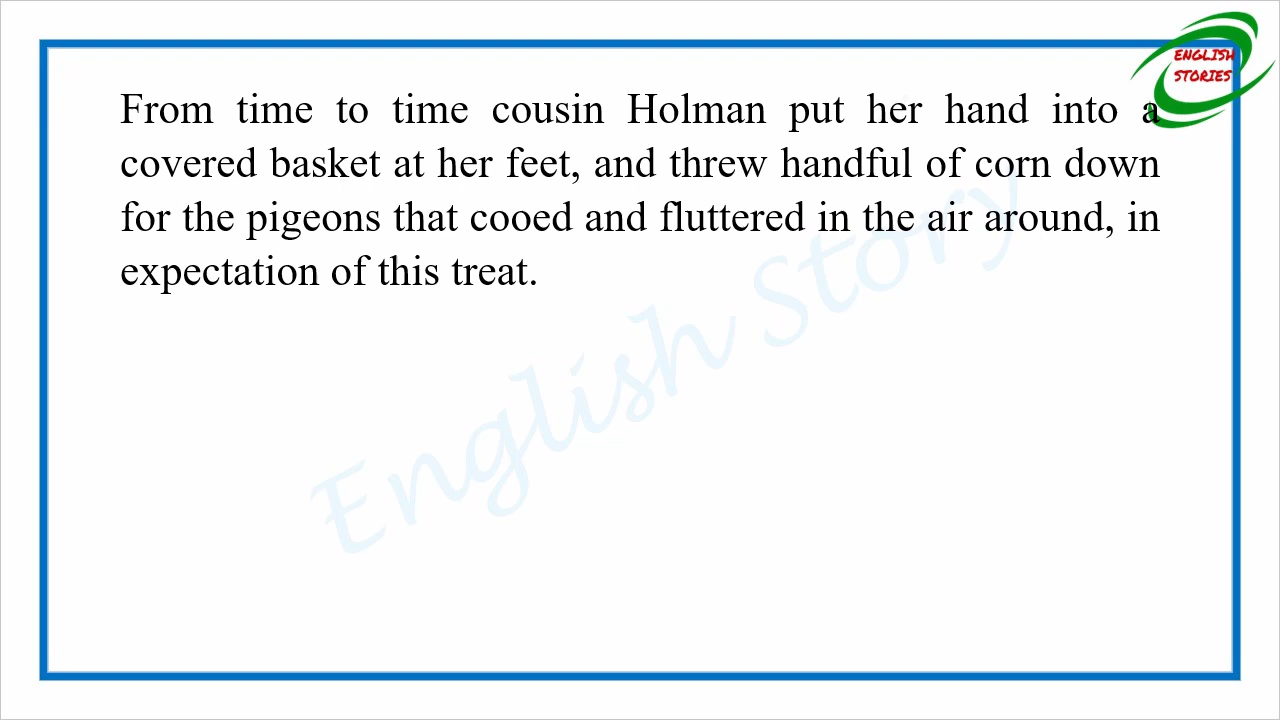 ENGLISH
STORIES
From time to time cousin Holman put her hand into a
covered basket at her feet, and threw handful of corn down
for the pigeons that cooed and fluttered in the air around, in
expectation of this treat.
English Story